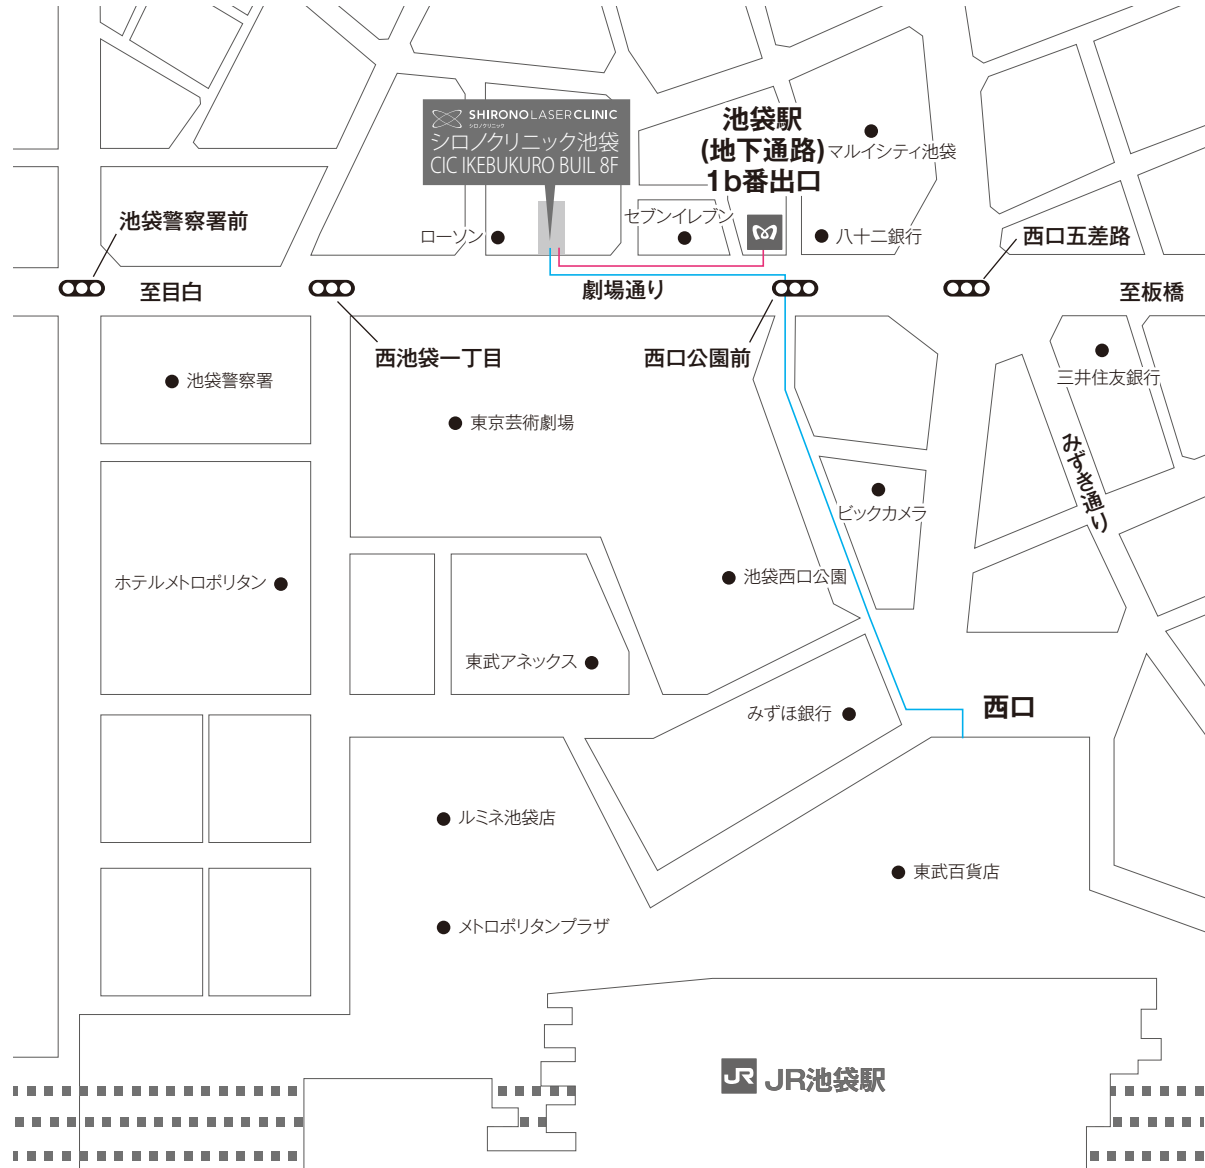 SHIRONO LASER CLINIC
シロノクリニック
シロノクリニック池袋
CIC IKEBUKURO BUIL 8F
池袋駅
(地下通路)
1b番出口
マルイシティ池袋
池袋警察署前
ローソン
セブンイレブン
八十二銀行
西口五差路
至目白
劇場通り
至板橋
西池袋一丁目
西口公園前
池袋警察署
三井住友銀行
東京芸術劇場
みずき通り
ビックカメラ
ホテルメトロポリタン
池袋西口公園
東武アネックス
みずほ銀行
西口
ルミネ池袋店
東武百貨店
メトロポリタンプラザ
JR JR池袋駅